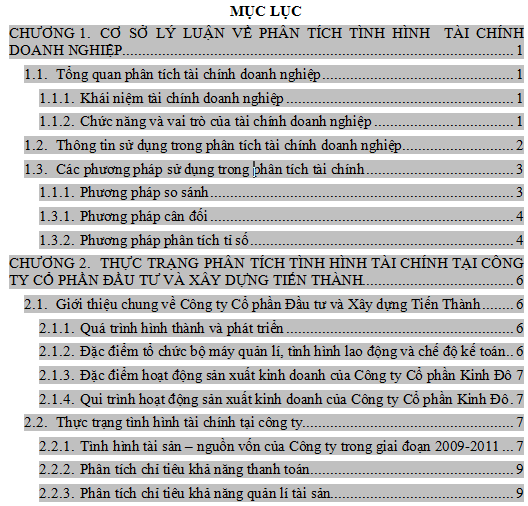 MỤC LỤC
CHƯƠNG 1. CƠ SỞ LÝ LUẬN VỀ PHÂN TÍCH TÌNH HÌNH TÀI CHÍNH
DOANH NGHIỆP.......1
1.1. Tổng quan phân tích tài chính doanh nghiệp.......1
1.1.1. Khái niệm tài chính doanh nghiệp.......1
1.1.2. Chức năng và vai trò của tài chính doanh nghiệp.......1
1.2. Thông tin sử dụng trong phân tích tài chính doanh nghiệp.......2
1.3. Các phương pháp sử dụng trong phân tích tài chính.......3
1.1.1. Phương pháp so sánh.......3
1.3.1. Phương pháp cân đối.......4
1.3.2. Phương pháp phân tích tỉ số.......4
CHƯƠNG 2. THỰC TRẠNG PHÂN TÍCH TÌNH HÌNH TÀI CHÍNH TẠI CÔNG
TY CỔ PHẦN ĐẦU TƯ VÀ XÂY DỰNG TIẾN THÀNH.......6
2.1. Giới thiệu chung về Công ty Cổ phần Đầu tư và Xây dựng Tiến Thành.......6
2.1.1. Quá trình hình thành và phát triển.......6
2.1.2. Đặc điểm tổ chức bộ máy quản lí, tình hình lao động và chế độ kế toán..6
2.1.3. Đặc điểm hoạt động sản xuất kinh doanh của Công ty Cổ phần Kinh Đô 7
2.1.4. Qui trình hoạt động sản xuất kinh doanh của Công ty Cổ phần Kinh Đô. 7
2.2. Thực trạng tình hình tài chính tại công ty.......7
2.2.1. Tình hình tài sản – nguồn vốn của Công ty trong giai đoạn 2009-2011 ...7
2.2.2. Phân tích chỉ tiêu khả năng thanh toán.......9
2.2.3. Phân tích chỉ tiêu khả năng quản lí tài sản.......9